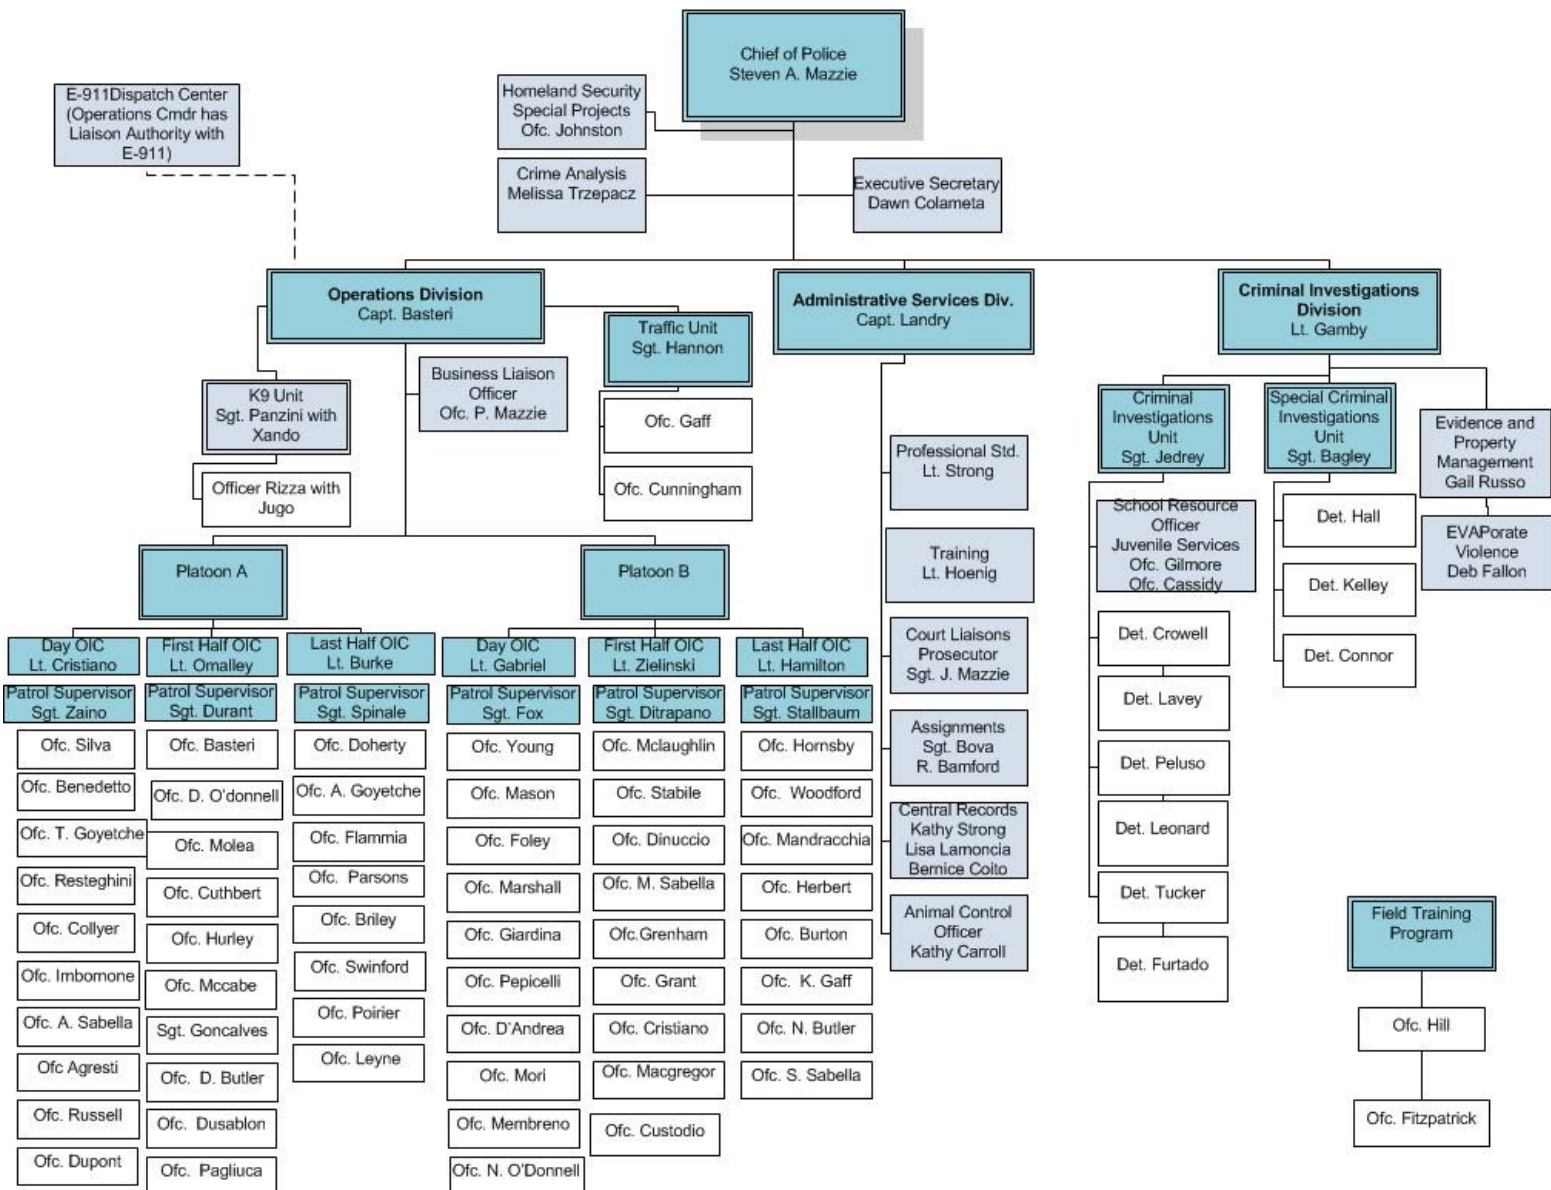 Chief of Police
Steven A. Mazzie
Homeland Security
Special Projects
Ofc. Johnston
E-911Dispatch Center
(Operations Cmdr has
Liaison Authority with
E-911)
Crime Analysis
Melissa Trzepacz
Executive Secretary
Dawn Colameta
Operations Division
Capt. Basteri
Administrative Services Div.
Capt. Landry
Criminal Investigations
Division
Lt. Gamby
Traffic Unit
Sgt. Hannon
Business Liaison
Officer
Ofc. P. Mazzie
K9 Unit
Sgt. Panzini with
Xando
Officer Rizza with
Jugo
Ofc. Gaff
Ofc. Cunningham
Platoon A
Platoon B
Day OIC
Lt. Cristiano
Patrol Supervisor
Sgt. Zaino
Ofc. Silva
Ofc. Benedetto
Ofc. T. Goyetche
Ofc. Resteghini
Ofc. Collyer
Ofc. Imbornone
Ofc. A. Sabella
Ofc Agresti
Ofc. Russell
Ofc. Dupont
First Half OIC
Lt. Omalley
Patrol Supervisor
Sgt. Durant
Ofc. Basteri
Ofc. D. O'donnell
Ofc. Molea
Ofc. Cuthbert
Ofc. Hurley
Ofc. Mccabe
Sgt. Goncalves
Ofc. D. Butler
Ofc. Dusablon
Ofc. Pagliuca
Last Half OIC
Lt. Burke
Patrol Supervisor
Sgt. Spinale
Ofc. Doherty
Ofc. A. Goyetche
Ofc. Flammia
Ofc. Parsons
Ofc. Briley
Ofc. Swinford
Ofc. Poirier
Ofc. Leyne
Day OIC
Lt. Gabriel
Patrol Supervisor
Sgt. Fox
Ofc. Young
Ofc. Mason
Ofc. Foley
Ofc. Marshall
Ofc. Giardina
Ofc. Pepicelli
Ofc. D'Andrea
Ofc. Mori
Ofc. Membreno
Ofc. N. O'Donnell
First Half OIC
Lt. Zielinski
Patrol Supervisor
Sgt. Ditrapano
Ofc. Mclaughlin
Ofc. Stabile
Ofc. Dinuccio
Ofc. M. Sabella
Ofc.Grenham
Ofc. Grant
Ofc. Cristiano
Ofc. Macgregor
Ofc. Custodio
Last Half OIC
Lt. Hamilton
Patrol Supervisor
Sgt. Stallbaum
Ofc. Hornsby
Ofc. Woodford
Ofc. Mandracchia
Ofc. Herbert
Ofc. Burton
Ofc. K. Gaff
Ofc. N. Butler
Ofc. S. Sabella
Professional Std.
Lt. Strong
Training
Lt. Hoenig
Court Liaisons
Prosecutor
Sgt. J. Mazzie
Assignments
Sgt. Bova
R. Bamford
Central Records
Kathy Strong
Lisa Lamoncia
Bernice Coito
Animal Control
Officer
Kathy Carroll
Criminal
Investigations
Unit
Sgt. Jedrey
School Resource
Officer
Juvenile Services
Ofc. Gilmore
Ofc. Cassidy
Det. Crowell
Det. Lavey
Det. Peluso
Det. Leonard
Det. Tucker
Det. Furtado
Special Criminal
Investigations
Unit
Sgt. Bagley
Det. Hall
Det. Kelley
Det. Connor
Evidence and
Property
Management
Gail Russo
EVAPorate
Violence
Deb Fallon
Field Training
Program
Ofc. Hill
Ofc. Fitzpatrick